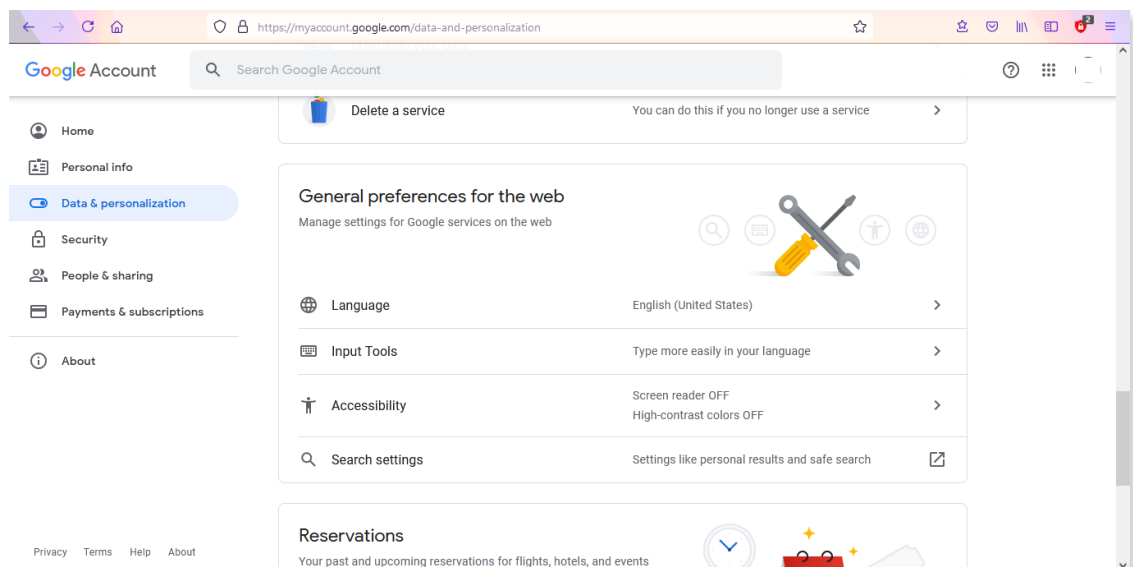 https://myaccount.google.com/data-and-personalization
2
Google Account
Search Google Account
Delete a service
You can do this if you no longer use a service
Home
Personal info
Data & personalization
Security
People & sharing
Payments & subscriptions
About
General preferences for the web
Manage settings for Google services on the web
Language
English (United States)
Input Tools
Type more easily in your language
Accessibility
Screen reader OFF
High-contrast colors OFF
Search settings
Settings like personal results and safe search
Reservations
Your past and upcoming reservations for flights, hotels, and events
Privacy Terms Help About